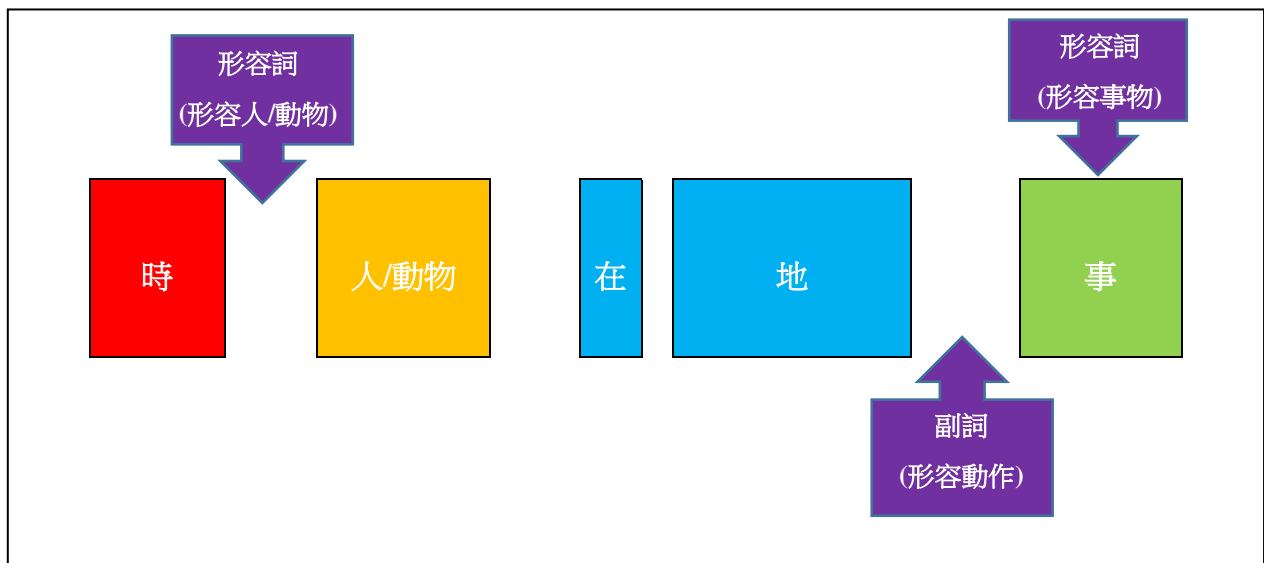 形容詞
(形容人/動物)
形容詞
(形容事物)
時
人/動物
在
地
事
副詞
(形容動作)